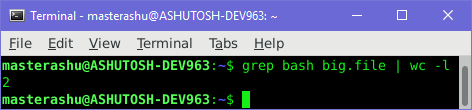 Terminal - masterashu@ASHUTOSH-DEV963: ~
File Edit View Terminal Tabs Help
masterashu@ASHUTOSH-DEV963:~$ grep bash big.file | wc -l
2
masterashu@ASHUTOSH-DEV963:~$